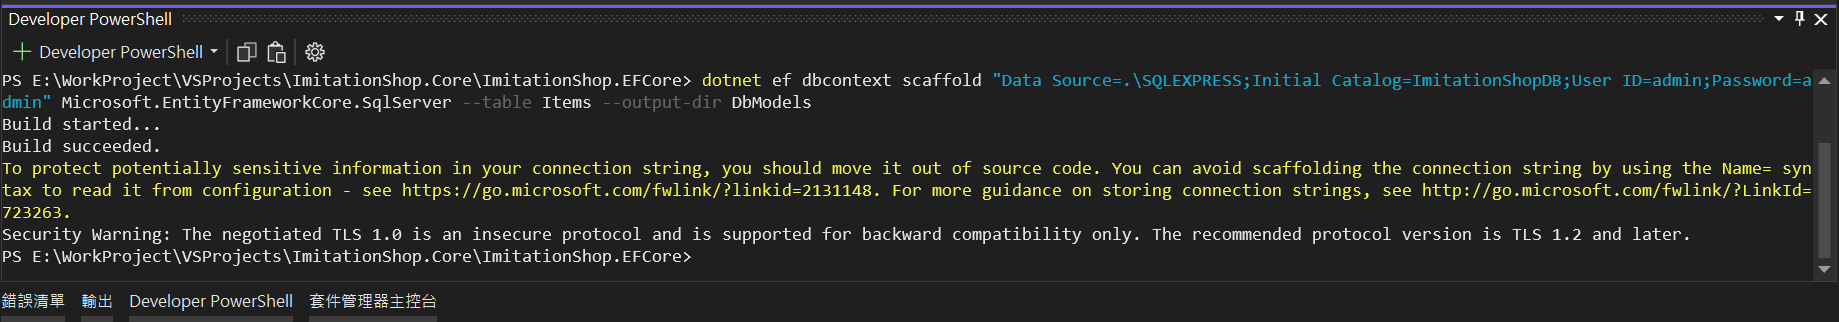 Developer PowerShell
Developer PowerShell
PS E:\WorkProject\VSProjects\ImitationShop.Core\ImitationShop.EFCore> dotnet ef dbcontext scaffold "Data Source=.\SQLEXPRESS;Initial Catalog=ImitationShopDB;User ID=admin;Password=a
dmin" Microsoft.EntityFrameworkCore.SqlServer --table Items --output-dir DbModels
Build started...
Build succeeded.
To protect potentially sensitive information in your connection string, you should move it out of source code. You can avoid scaffolding the connection string by using the Name= syn
tax to read it from configuration - see https://go.microsoft.com/fwlink/?linkid=2131148. For more guidance on storing connection strings, see http://go.microsoft.com/fwlink/?LinkId=
723263.
Security Warning: The negotiated TLS 1.0 is an insecure protocol and is supported for backward compatibility only. The recommended protocol version is TLS 1.2 and later.
PS E:\WorkProject\VSProjects\ImitationShop.Core\ImitationShop.EFCore>
錯誤清單 輸出 Developer PowerShell 套件管理器主控台